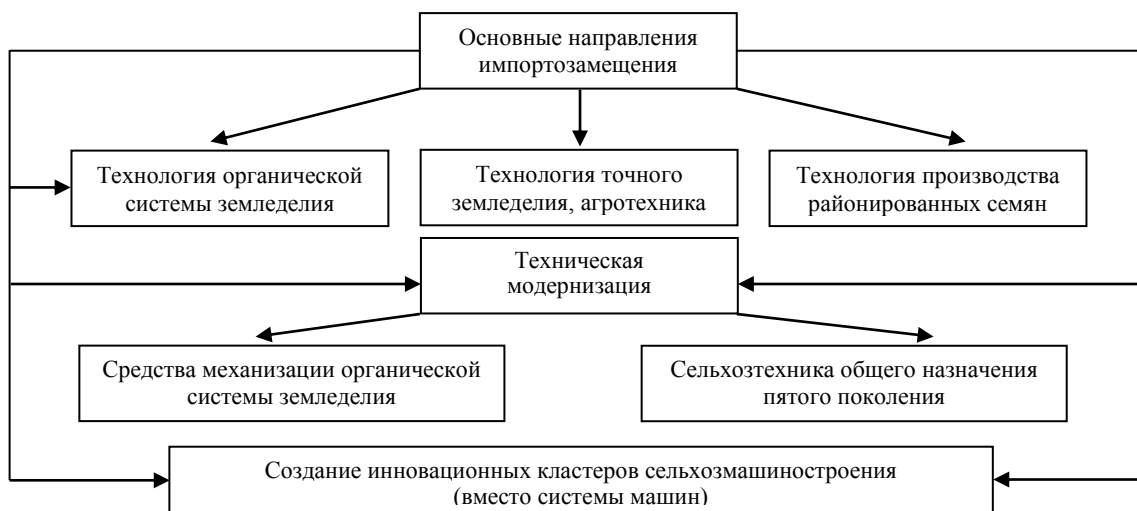 Основные направления
импортозамещения
Технология органической
системы земледелия
Технология точного
земледелия, агротехника
Технология производства
районированных семян
Техническая
модернизация
Средства механизации органической
системы земледелия
Сельхозтехника общего назначения
пятого поколения
Создание инновационных кластеров сельхозмашиностроения
(вместо системы машин)